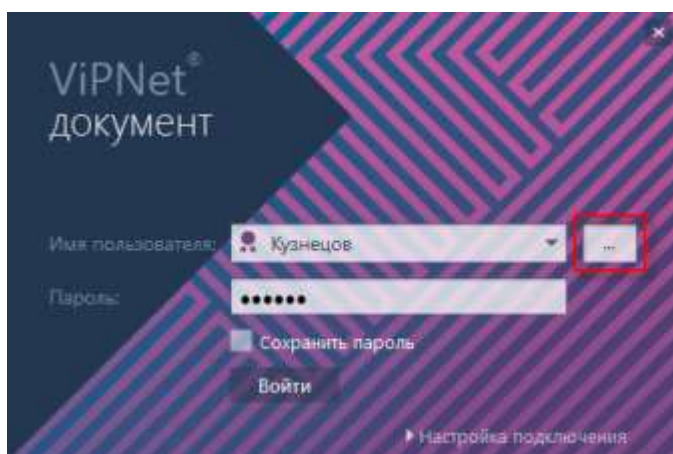 ViPNet®
документ
Имя пользователя: Кузнецов ...
Пароль: ••••••
Сохранить пароль
Войти
Настройка подключения